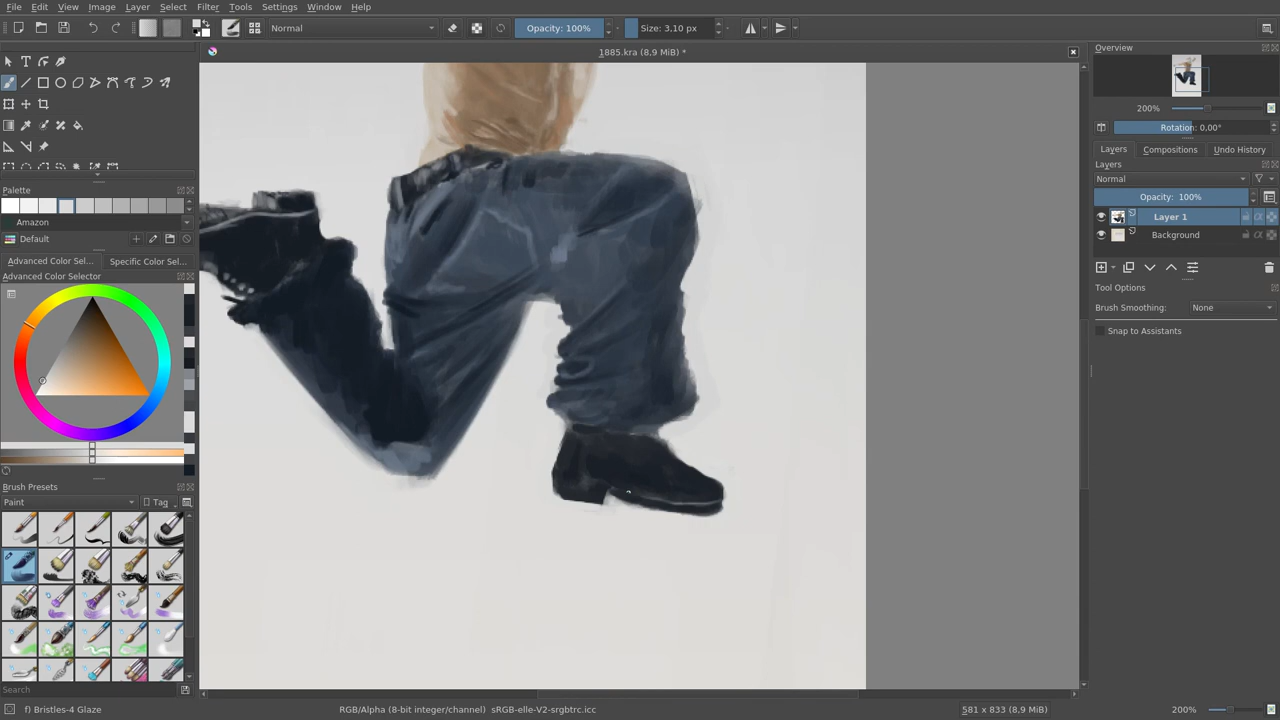 File Edit View Image Layer Select Filter Tools Settings Window Help
Normal
Opacity: 100%
Size: 3,10 px
1885.kra (8,9 MiB) *
Overview
200%
Rotation: 0,00°
Layers Compositions Undo History
Layers
Normal
Opacity: 100%
Layer 1
Background
Tool Options
Brush Smoothing: None
Snap to Assistants
Palette
Amazon
Default
Advanced Color Sel... Specific Color Sel...
Advanced Color Selector
Brush Presets
Paint
Tag
Search
f) Bristles-4 Glaze
RGB/Alpha (8-bit integer/channel) sRGB-elle-V2-srgbtrc.icc
581 x 833 (8,9 MiB)
200%